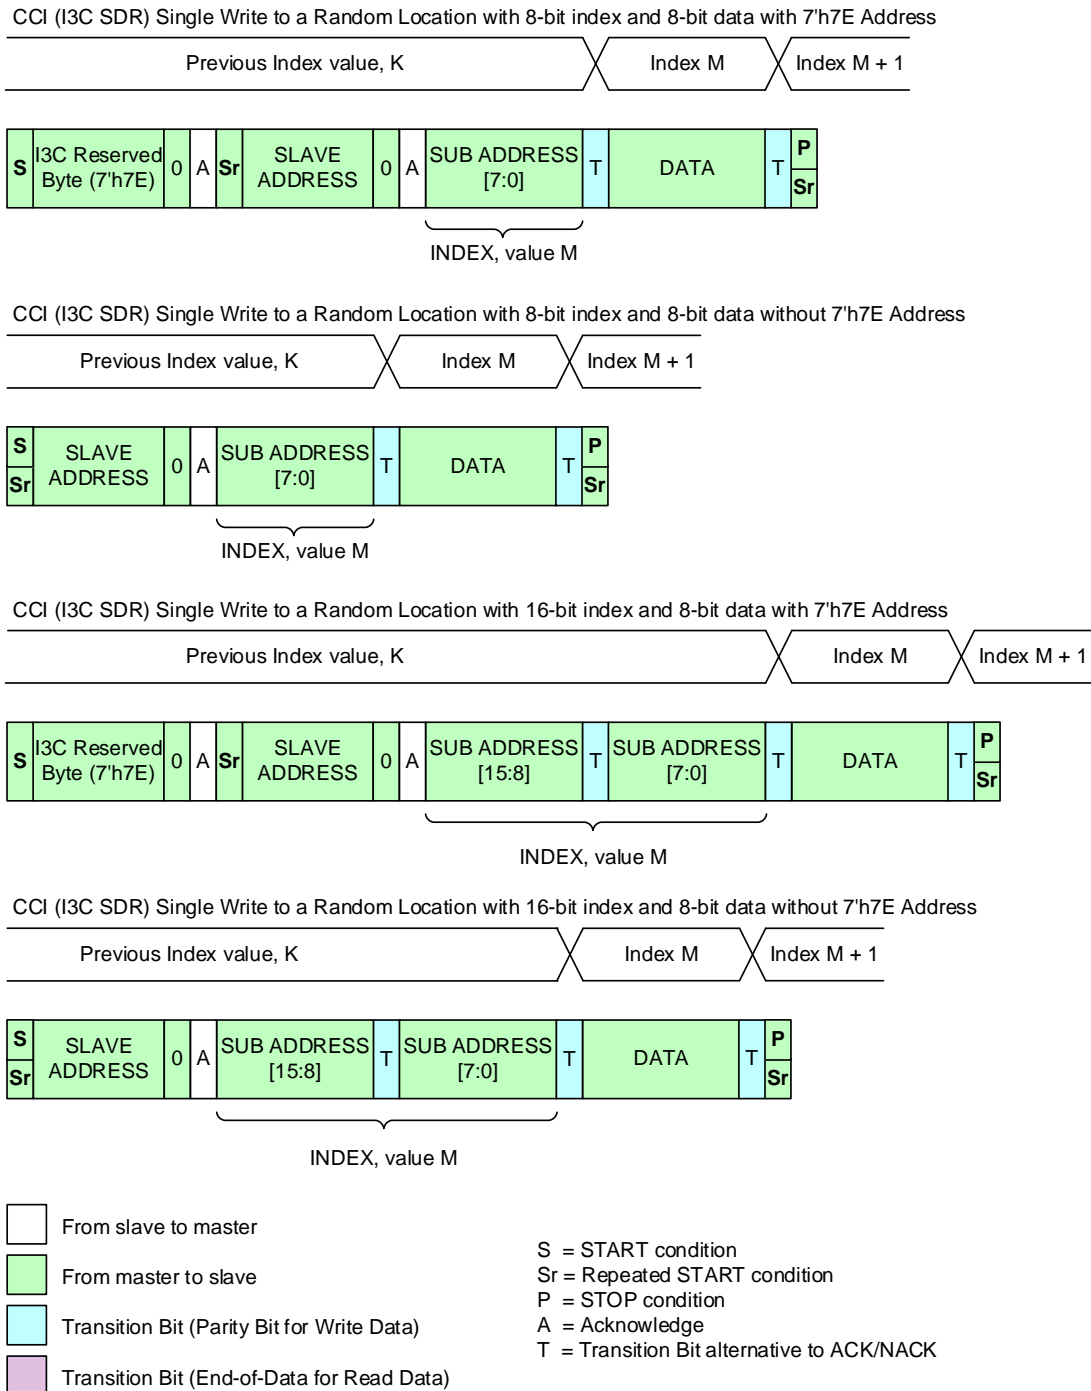 CCI (I3C SDR) Single Write to a Random Location with 8-bit index and 8-bit data with 7'h7E Address
Previous Index value, K
Index M
Index M + 1
S
I3C Reserved
Byte (7'h7E)
0
A
Sr
SLAVE
ADDRESS
0
A
SUB ADDRESS
[7:0]
T
DATA
T
P
Sr
INDEX, value M
CCI (I3C SDR) Single Write to a Random Location with 8-bit index and 8-bit data without 7'h7E Address
Previous Index value, K
Index M
Index M + 1
S
Sr
SLAVE
ADDRESS
0
A
SUB ADDRESS
[7:0]
T
DATA
T
P
Sr
INDEX, value M
CCI (I3C SDR) Single Write to a Random Location with 16-bit index and 8-bit data with 7'h7E Address
Previous Index value, K
Index M
Index M + 1
S
I3C Reserved
Byte (7'h7E)
0
A
Sr
SLAVE
ADDRESS
0
A
SUB ADDRESS
[15:8]
T
SUB ADDRESS
[7:0]
T
DATA
T
P
Sr
INDEX, value M
CCI (I3C SDR) Single Write to a Random Location with 16-bit index and 8-bit data without 7'h7E Address
Previous Index value, K
Index M
Index M + 1
S
Sr
SLAVE
ADDRESS
0
A
SUB ADDRESS
[15:8]
T
SUB ADDRESS
[7:0]
T
DATA
T
P
Sr
INDEX, value M
From slave to master
From master to slave
Transition Bit (Parity Bit for Write Data)
Transition Bit (End-of-Data for Read Data)
S = START condition
Sr = Repeated START condition
P = STOP condition
A = Acknowledge
T = Transition Bit alternative to ACK/NACK